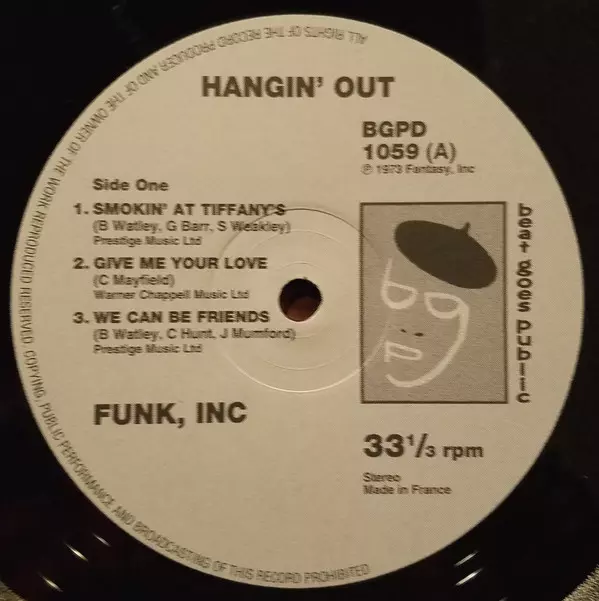 HANGIN' OUT
BGPD
1059 (A)
℗ 1973 Fantasy, Inc
Side One
1. SMOKIN' AT TIFFANY'S
(B Watley, G Barr, S Weakley)
Prestige Music Ltd
2. GIVE ME YOUR LOVE
(C Mayfield)
Warner Chappell Music Ltd
3. WE CAN BE FRIENDS
(B Watley, C Hunt, J Mumford)
Prestige Music Ltd
beat goes public
bgp
FUNK, INC
33 1/3 rpm
Stereo
Made in France
ALL RIGHTS OF THE RECORD PRODUCER AND OF THE OWNER OF THE WORK REPRODUCED RESERVED. COPYING, PUBLIC PERFORMANCE AND BROADCASTING OF THIS RECORD PROHIBITED